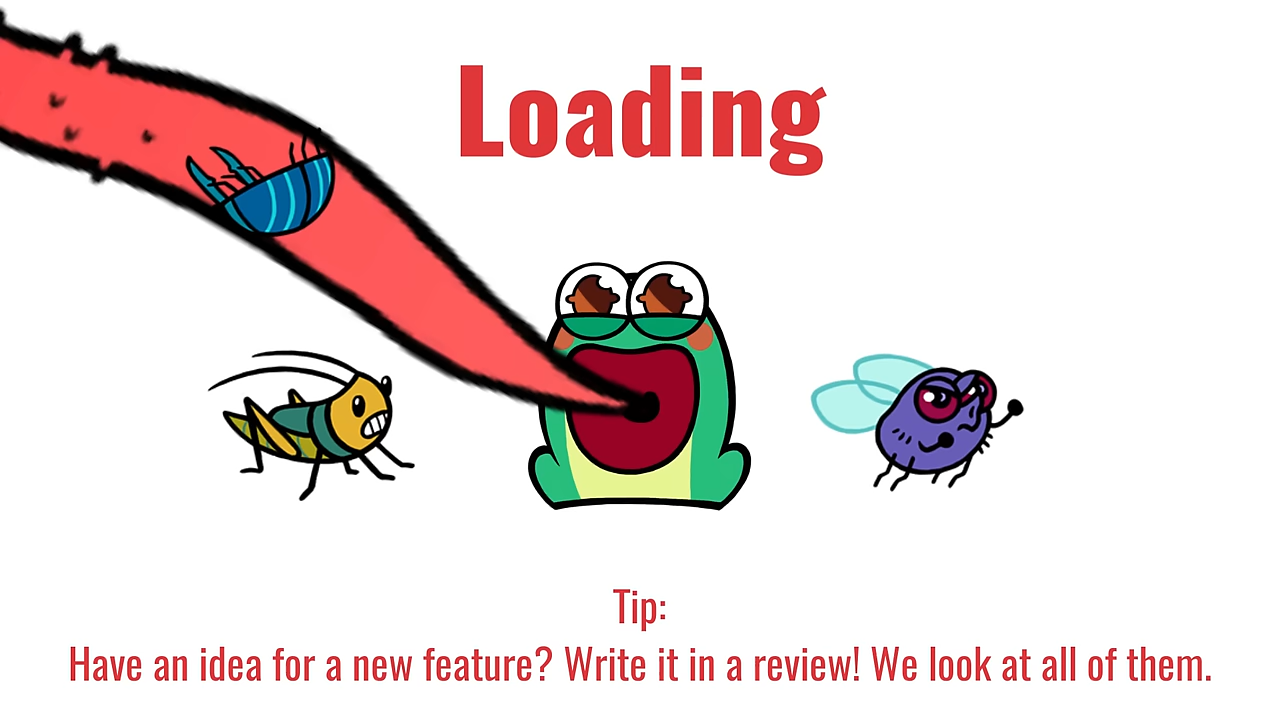 Loading
Tip:
Have an idea for a new feature? Write it in a review! We look at all of them.